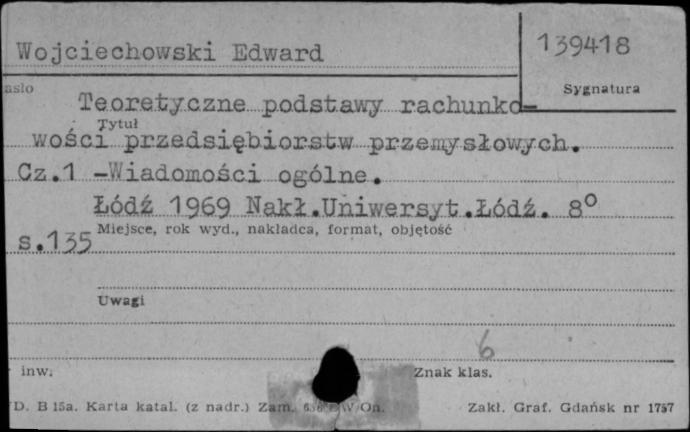 Wojciechowski Edward
139418
asło
Sygnatura
Teoretyczne podstawy rachunko-
Tytuł
wości przedsiębiorstw przemysłowych.
Cz.1 -Wiadomości ogólne.
Łódź 1969 Nakł.Uniwersyt.Łódź. 8°
Miejsce, rok wyd., nakładca, format, objętość
s.135
Uwagi
6
inw.
Znak klas.
D. B 15a. Karta katal. (z nadr.) Zam.
Zakł. Graf. Gdańsk nr 1757